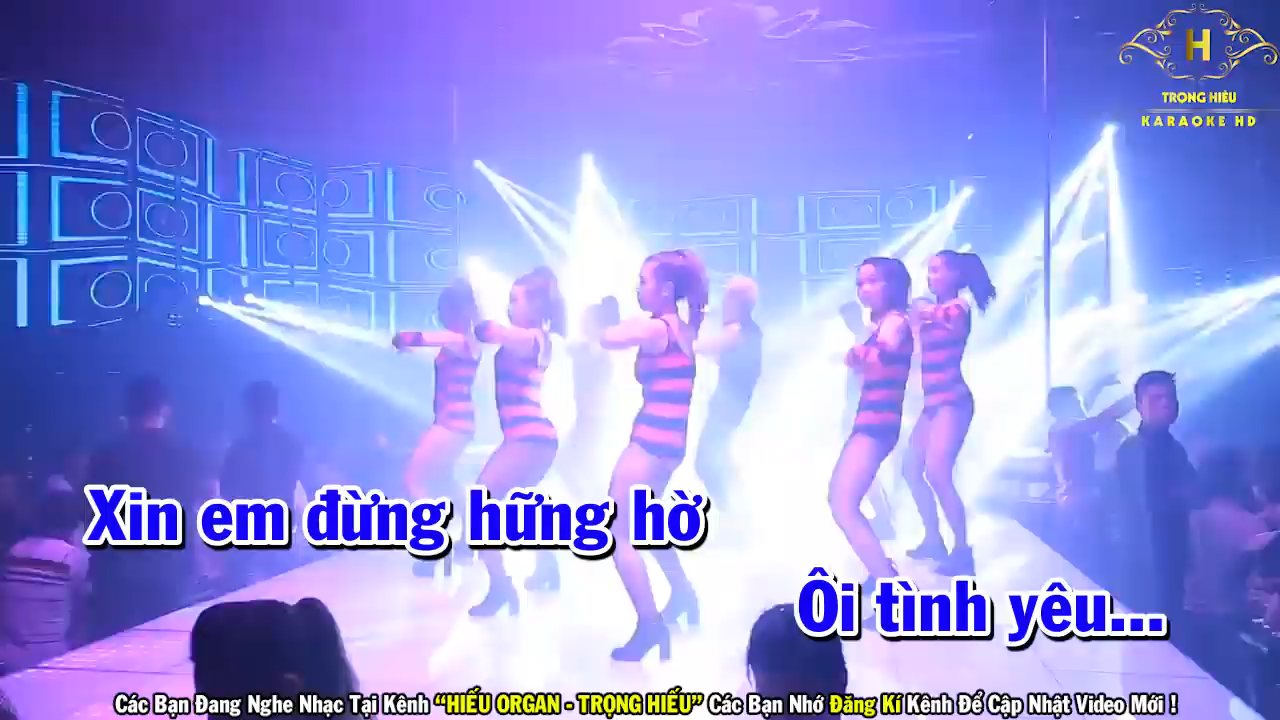 H
TRỌNG HIẾU
KARAOKE HD
Xin em đừng hững hờ
Ôi tình yêu...
Các Bạn Đang Nghe Nhạc Tại Kênh “HIẾU ORGAN - TRỌNG HIẾU” Các Bạn Nhớ Đăng Kí Kênh Để Cập Nhật Video Mới !